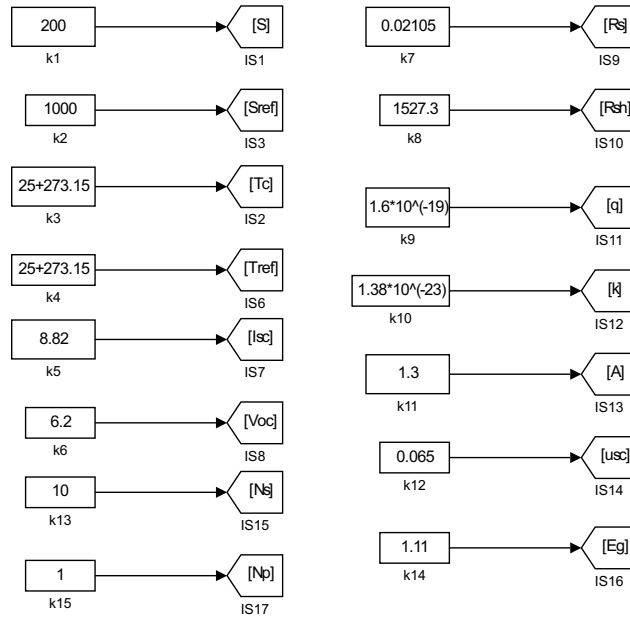 200 [S]
k1 IS1
1000 [Sref]
k2 IS3
25+273.15 [Tc]
k3 IS2
25+273.15 [Tref]
k4 IS6
8.82 [Isc]
k5 IS7
6.2 [Voc]
k6 IS8
10 [Ns]
k13 IS15
1 [Np]
k15 IS17
0.02105 [Rs]
k7 IS9
1527.3 [Rsh]
k8 IS10
1.6*10^(-19) [q]
k9 IS11
1.38*10^(-23) [k]
k10 IS12
1.3 [A]
k11 IS13
0.065 [usc]
k12 IS14
1.11 [Eg]
k14 IS16